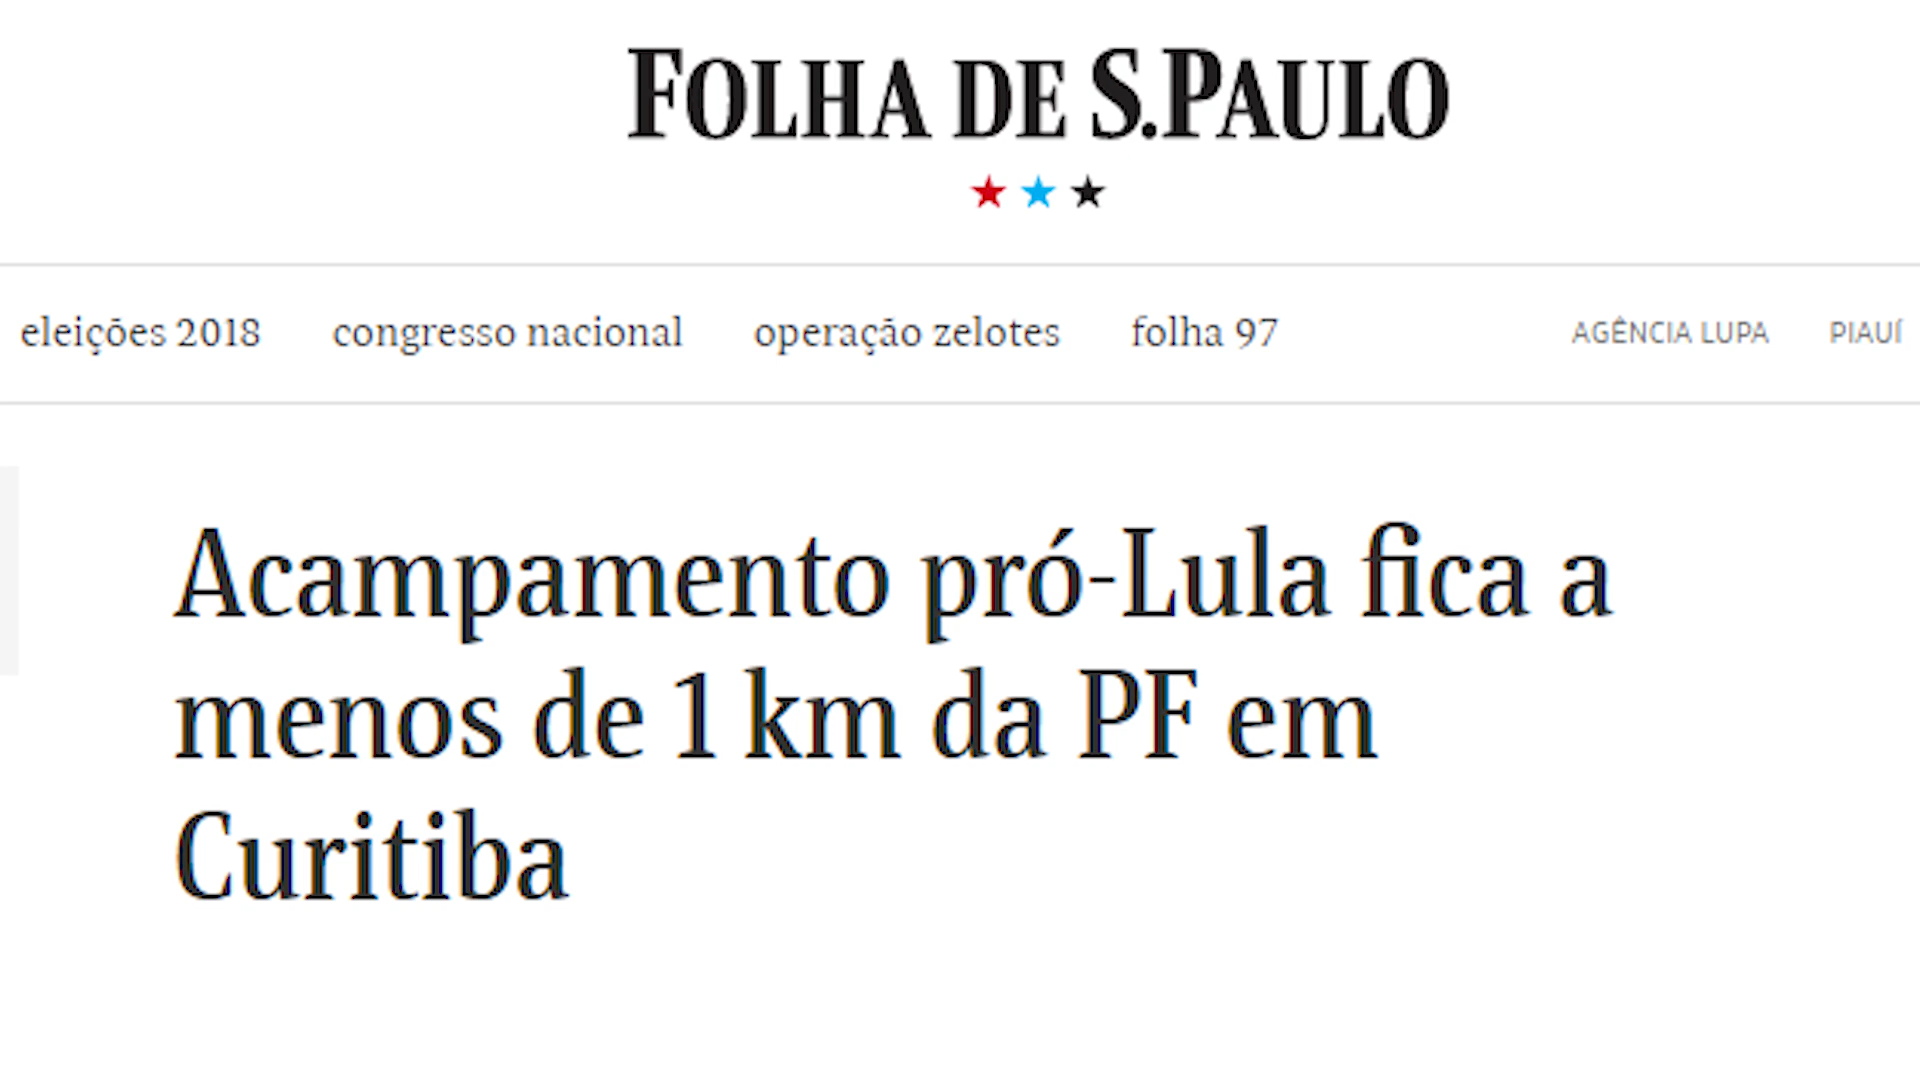 FOLHA DE S.PAULO
eleições 2018 congresso nacional operação zelotes folha 97 AGÊNCIA LUPA PIAUÍ
Acampamento pró-Lula fica a
menos de 1 km da PF em
Curitiba